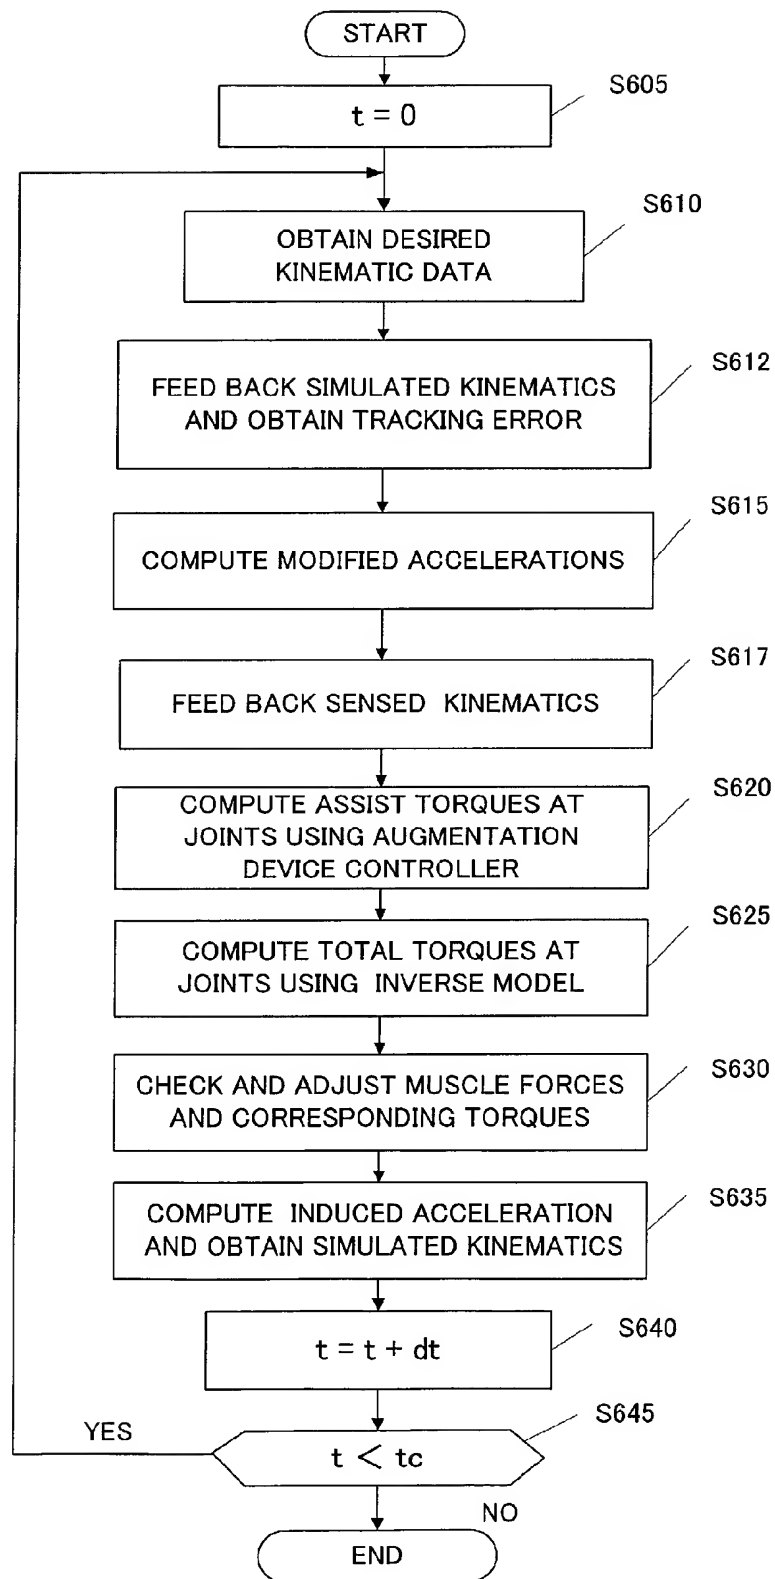 START
S605
t = 0
S610
OBTAIN DESIRED
KINEMATIC DATA
S612
FEED BACK SIMULATED KINEMATICS
AND OBTAIN TRACKING ERROR
S615
COMPUTE MODIFIED ACCELERATIONS
S617
FEED BACK SENSED KINEMATICS
S620
COMPUTE ASSIST TORQUES AT
JOINTS USING AUGMENTATION
DEVICE CONTROLLER
S625
COMPUTE TOTAL TORQUES AT
JOINTS USING INVERSE MODEL
S630
CHECK AND ADJUST MUSCLE FORCES
AND CORRESPONDING TORQUES
S635
COMPUTE INDUCED ACCELERATION
AND OBTAIN SIMULATED KINEMATICS
S640
t = t + dt
S645
YES
t < tc
NO
END